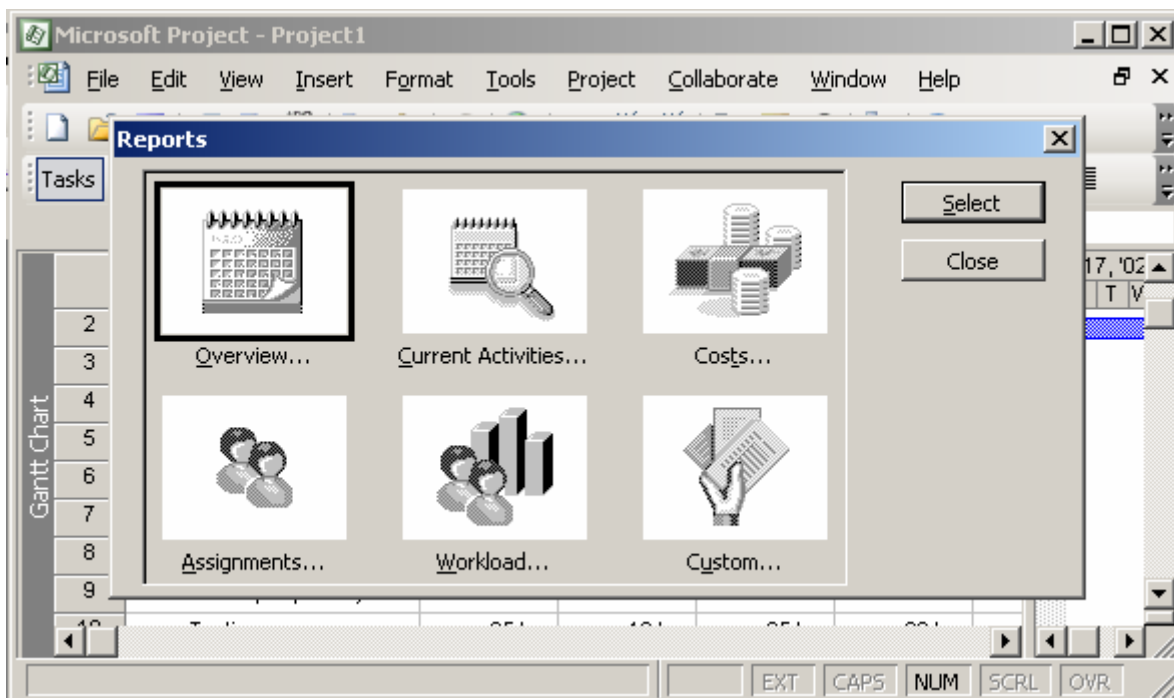 Microsoft Project - Project1
File Edit View Insert Format Tools Project Collaborate Window Help
Reports
Tasks
Select
Close
17, '02
T
2
Overview... Current Activities... Costs...
3
4
5
Gantt Chart
6
7
8
Assignments... Workload... Custom...
9
EXT CAPS NUM SCRL OVR